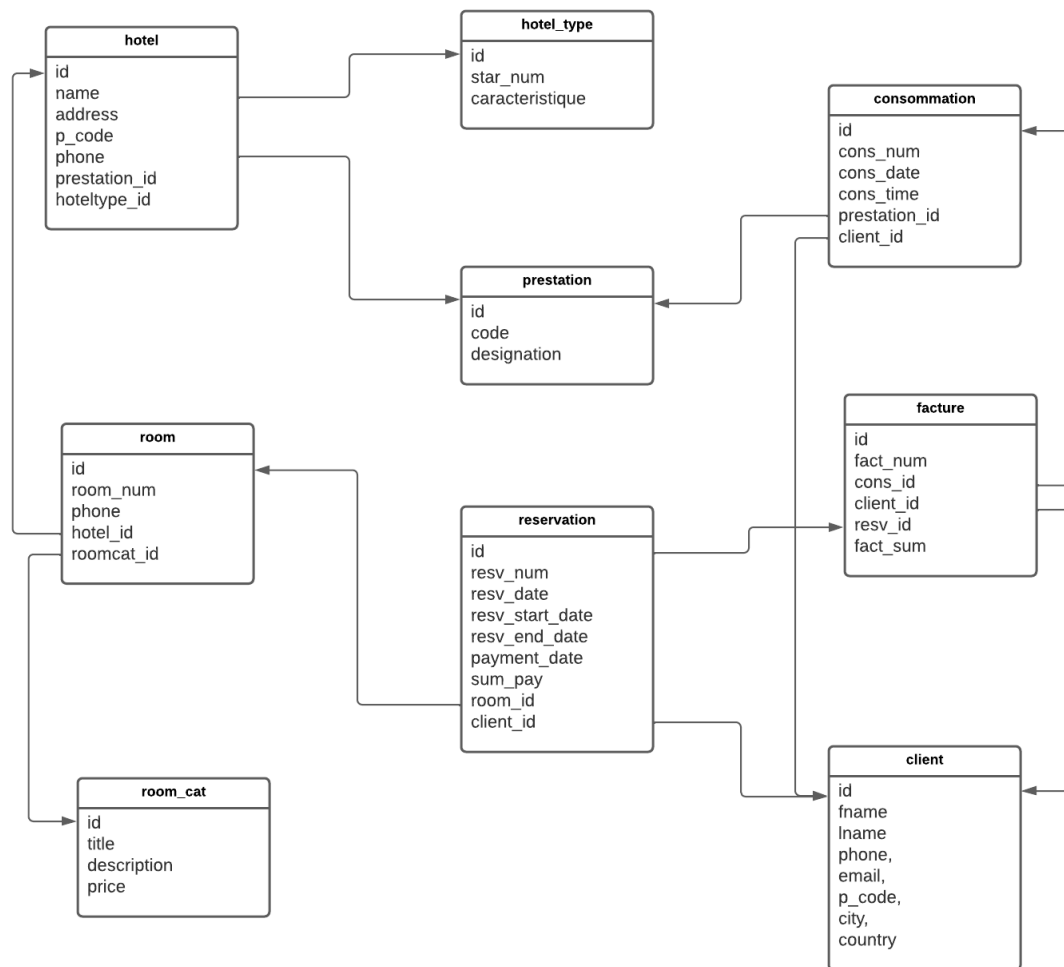 hotel
id
name
address
p_code
phone
prestation_id
hoteltype_id
hotel_type
id
star_num
caracteristique
consommation
id
cons_num
cons_date
cons_time
prestation_id
client_id
prestation
id
code
designation
room
id
room_num
phone
hotel_id
roomcat_id
reservation
id
resv_num
resv_date
resv_start_date
resv_end_date
payment_date
sum_pay
room_id
client_id
facture
id
fact_num
cons_id
client_id
resv_id
fact_sum
room_cat
id
title
description
price
client
id
fname
lname
phone,
email,
p_code,
city,
country